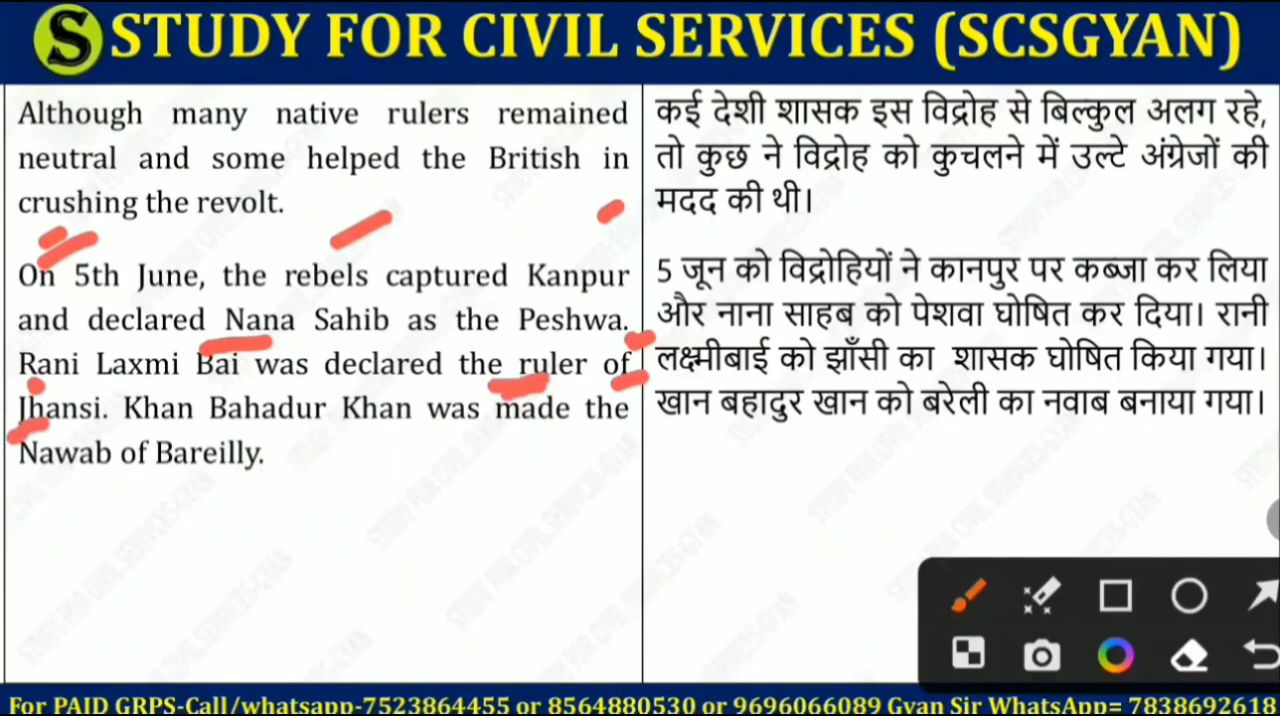 STUDY FOR CIVIL SERVICES (SCSGYAN)
Although many native rulers remained
neutral and some helped the British in
crushing the revolt.
On 5th June, the rebels captured Kanpur
and declared Nana Sahib as the Peshwa.
Rani Laxmi Bai was declared the ruler of
Jhansi. Khan Bahadur Khan was made the
Nawab of Bareilly.
कई देशी शासक इस विद्रोह से बिल्कुल अलग रहे,
तो कुछ ने विद्रोह को कुचलने में उल्टे अंग्रेजों की
मदद की थी।
5 जून को विद्रोहियों ने कानपुर पर कब्जा कर लिया
और नाना साहब को पेशवा घोषित कर दिया। रानी
लक्ष्मीबाई को झाँसी का शासक घोषित किया गया।
खान बहादुर खान को बरेली का नवाब बनाया गया।
For PAID GRPS-Call/whatsapp-7523864455 or 8564880530 or 9696066089 Gyan Sir WhatsApp= 7838692618